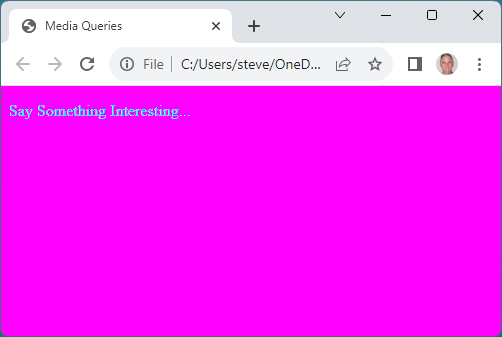 Media Queries
File C:/Users/steve/OneD...
Say Something Interesting...